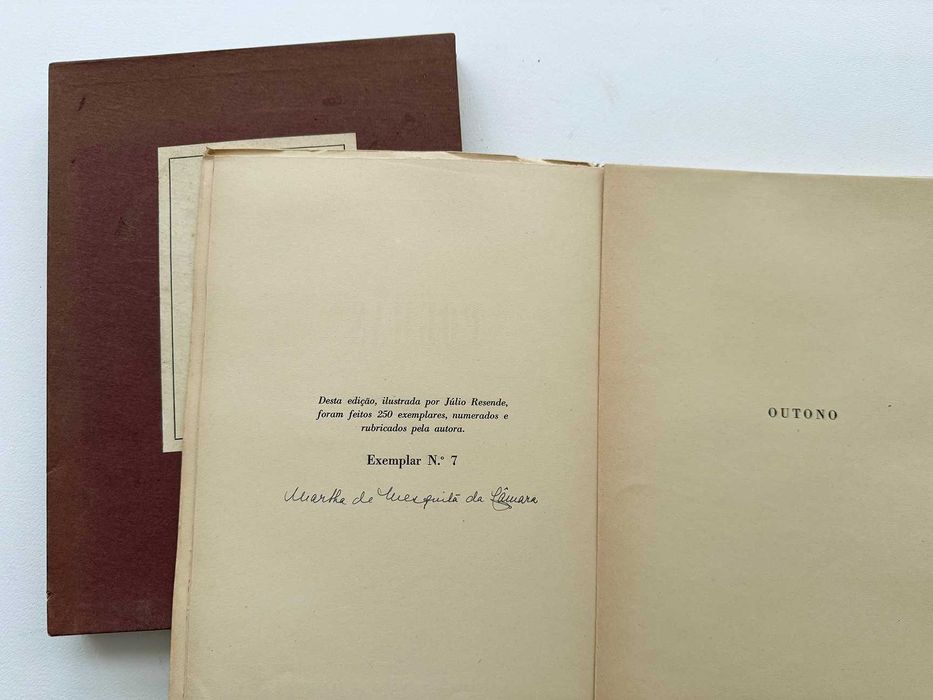 Desta edição, ilustrada por Júlio Resende,
foram feitos 250 exemplares, numerados e
rubricados pela autora.
Exemplar N.º 7
Martha de Mesquita da Câmara
OUTONO